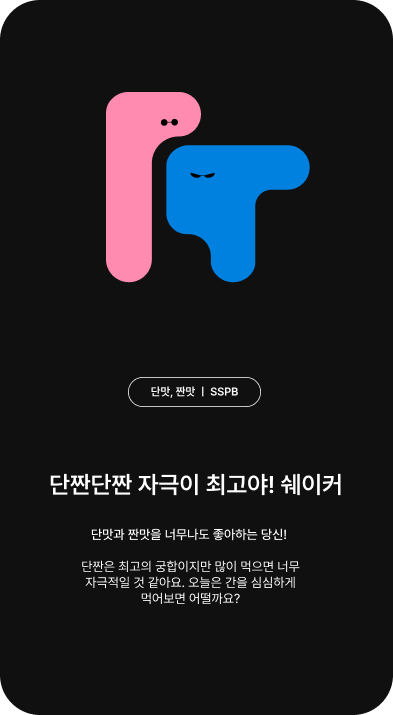 단맛, 짠맛 | SSPB
단짠단짠 자극이 최고야! 쉐이커
단맛과 짠맛을 너무나도 좋아하는 당신!
단짠은 최고의 궁합이지만 많이 먹으면 너무
자극적일 것 같아요. 오늘은 간을 심심하게
먹어보면 어떨까요?